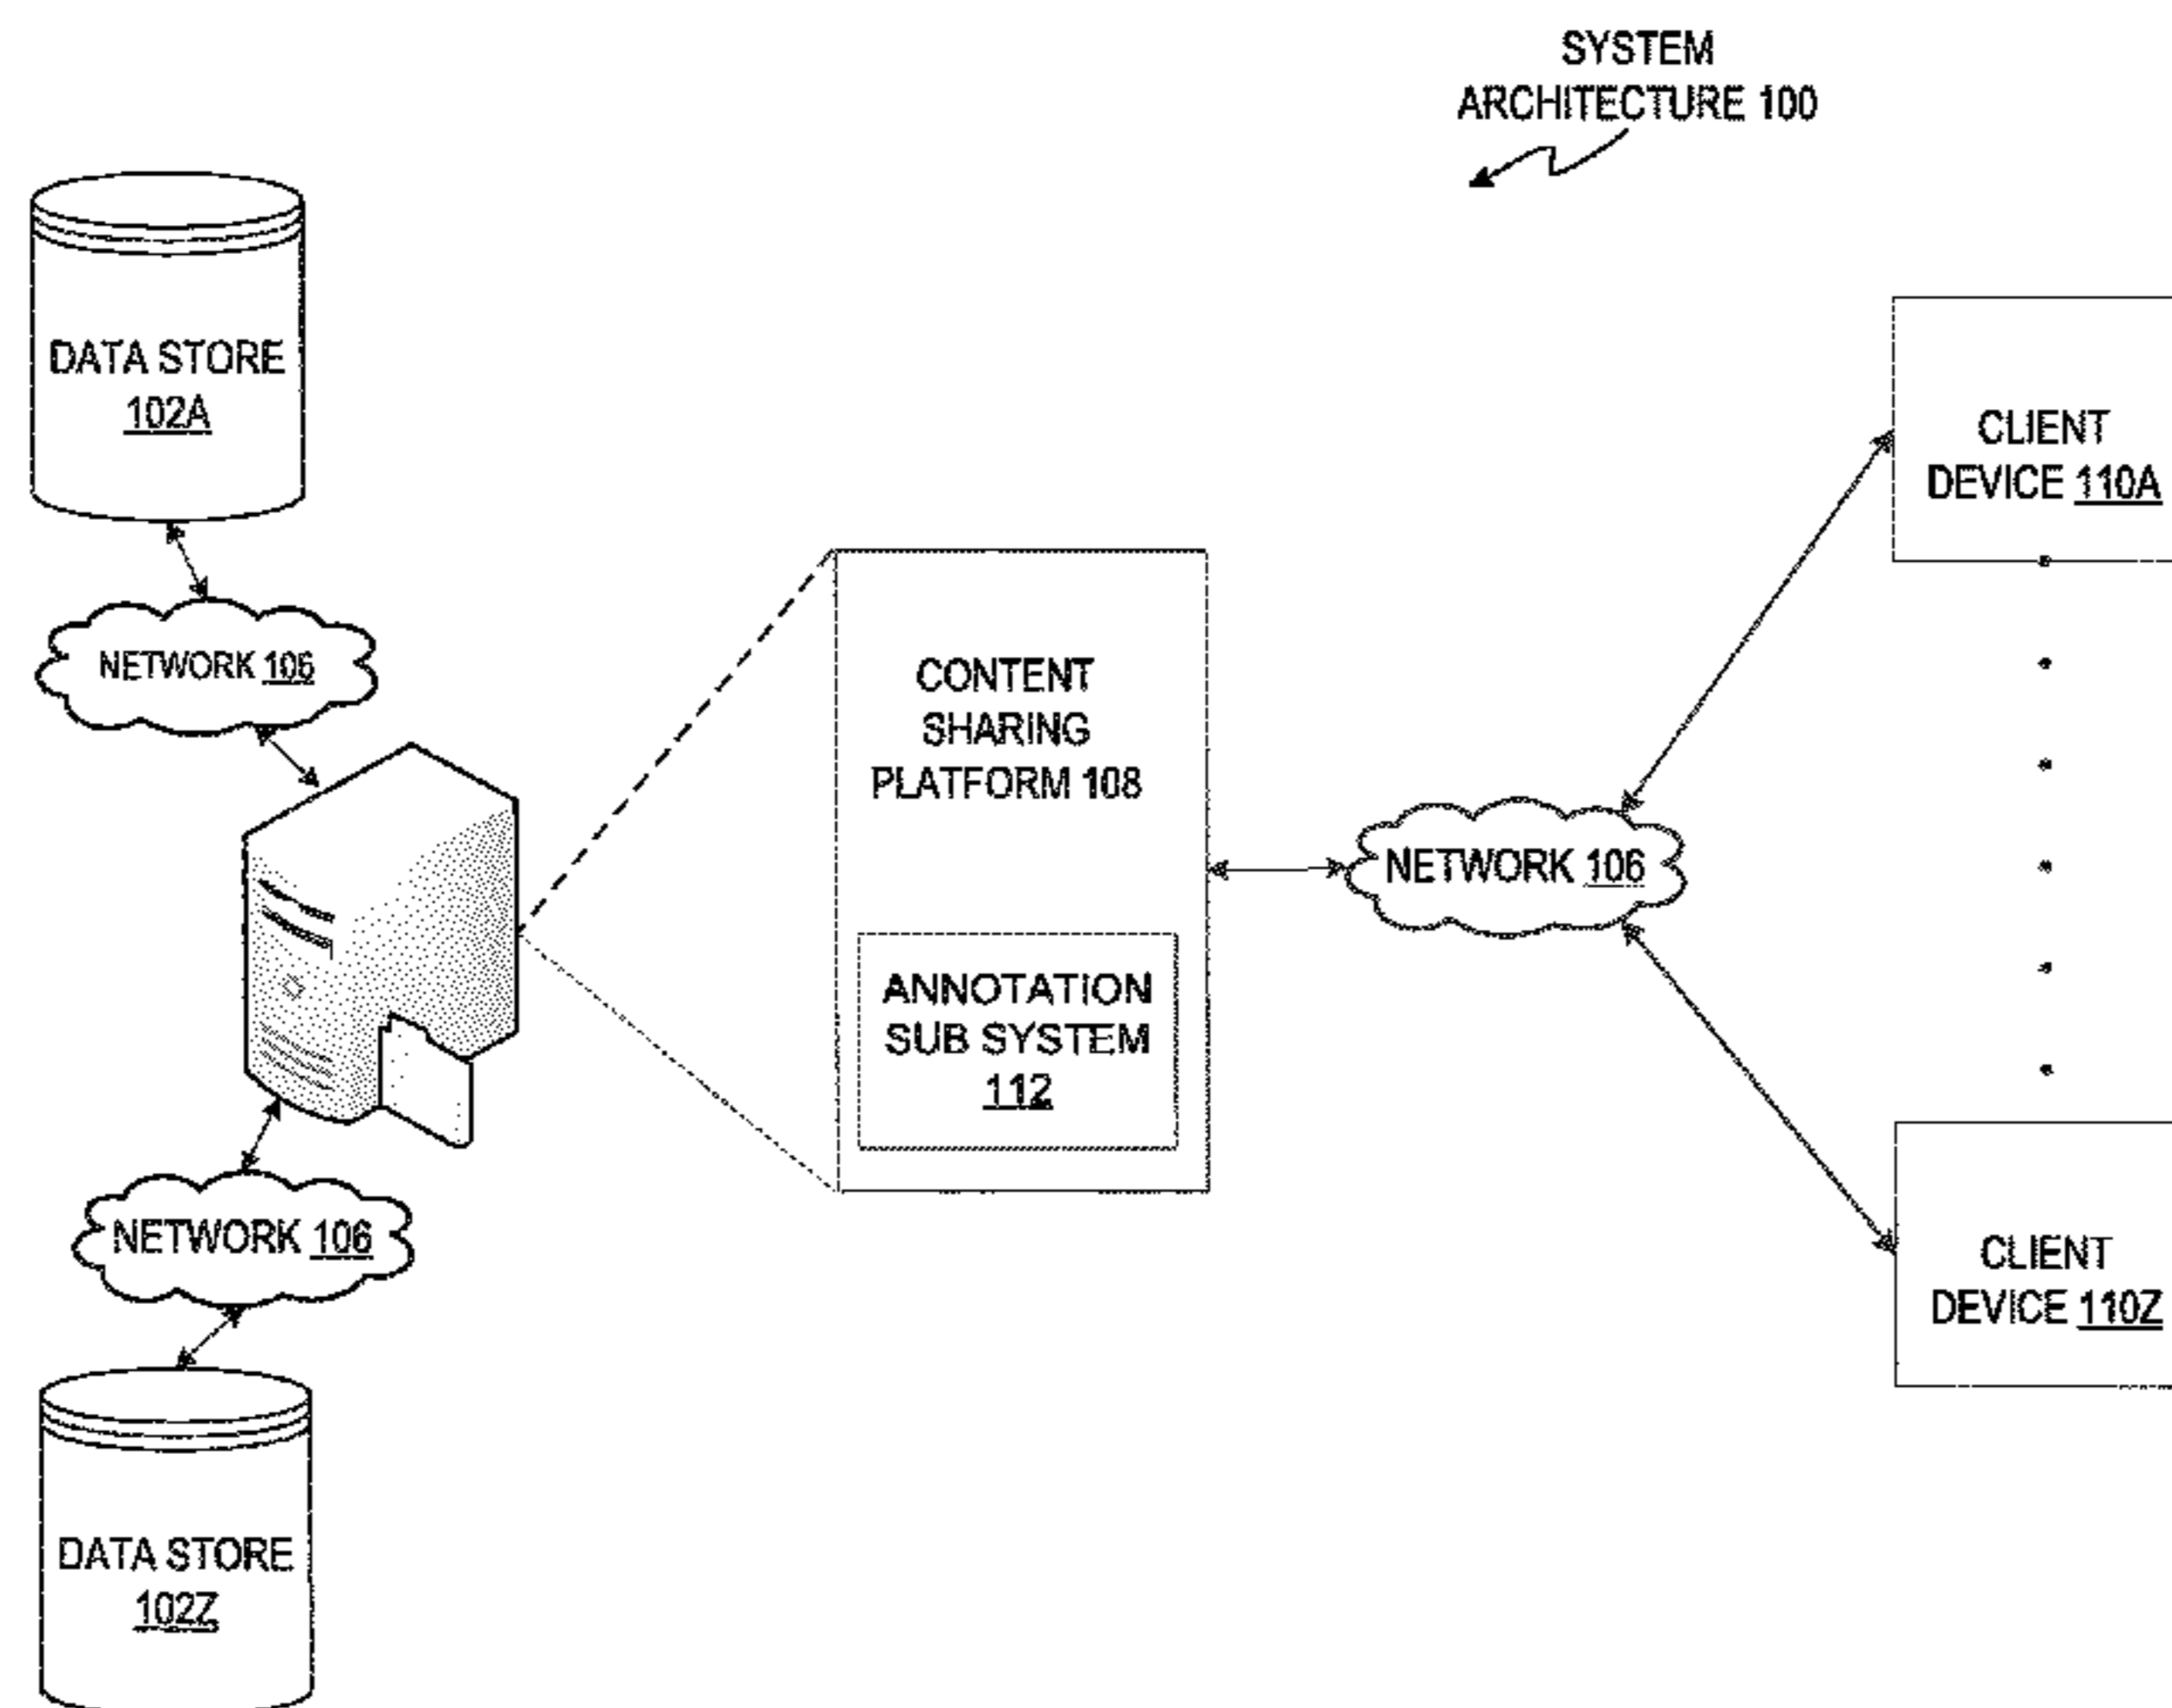 SYSTEM
ARCHITECTURE 100
DATA STORE
102A
NETWORK 106
CONTENT
SHARING
PLATFORM 108
ANNOTATION
SUB SYSTEM
112
NETWORK 106
CLIENT
DEVICE 110A
CLIENT
DEVICE 110Z
NETWORK 106
DATA STORE
102Z